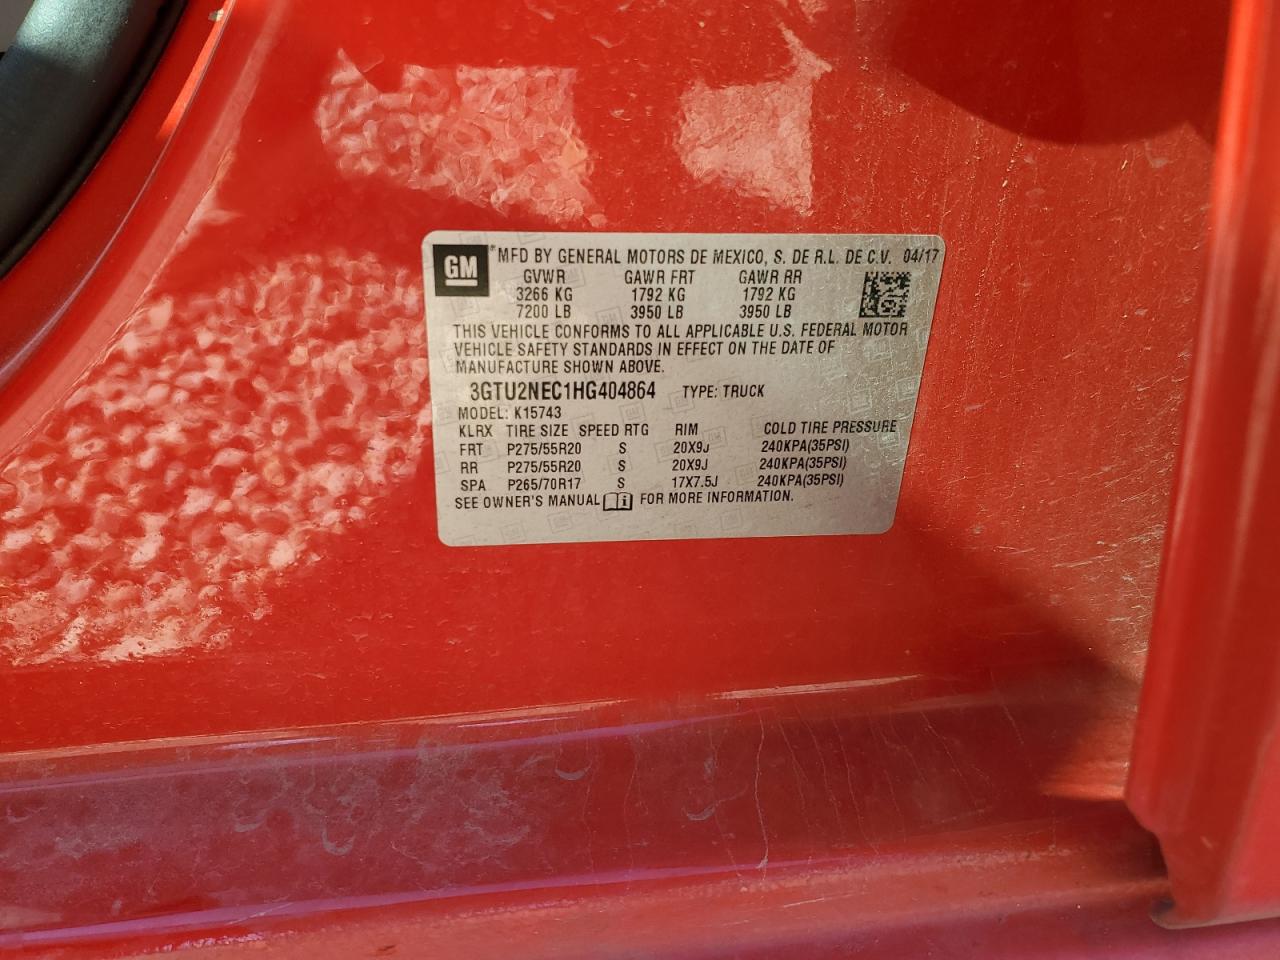 GM
MFD BY GENERAL MOTORS DE MEXICO, S. DE R.L. DE C.V. 04/17
GVWR GAWR FRT GAWR RR
3266 KG 1792 KG 1792 KG
7200 LB 3950 LB 3950 LB
THIS VEHICLE CONFORMS TO ALL APPLICABLE U.S. FEDERAL MOTOR
VEHICLE SAFETY STANDARDS IN EFFECT ON THE DATE OF
MANUFACTURE SHOWN ABOVE.
3GTU2NEC1HG404864 TYPE: TRUCK
MODEL: K15743
KLRX TIRE SIZE SPEED RTG RIM COLD TIRE PRESSURE
FRT P275/55R20 S 20X9J 240KPA(35PSI)
RR P275/55R20 S 20X9J 240KPA(35PSI)
SPA P265/70R17 S 17X7.5J 240KPA(35PSI)
SEE OWNER'S MANUAL FOR MORE INFORMATION.